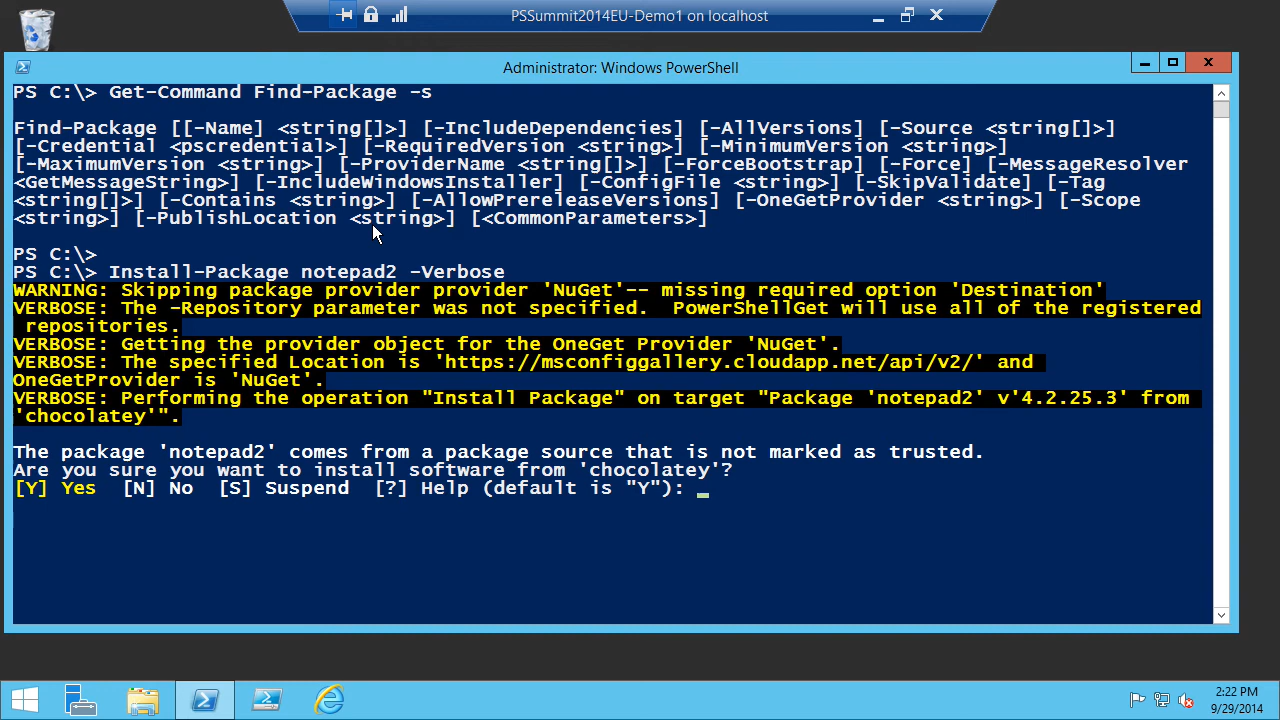 PSSummit2014EU-Demo1 on localhost
Administrator: Windows PowerShell
PS C:\> Get-Command Find-Package -s
Find-Package [[-Name] <string[]>] [-IncludeDependencies] [-AllVersions] [-Source <string[]>]
[-Credential <pscredential>] [-RequiredVersion <string>] [-MinimumVersion <string>]
[-MaximumVersion <string>] [-ProviderName <string[]>] [-ForceBootstrap] [-Force] [-MessageResolver
<GetMessageString>] [-IncludeWindowsInstaller] [-ConfigFile <string>] [-SkipValidate] [-Tag
<string[]>] [-Contains <string>] [-AllowPrereleaseVersions] [-OneGetProvider <string>] [-Scope
<string>] [-PublishLocation <string>] [<CommonParameters>]
PS C:\>
PS C:\> Install-Package notepad2 -Verbose
WARNING: Skipping package provider provider 'NuGet'-- missing required option 'Destination'
VERBOSE: The -Repository parameter was not specified.  PowerShellGet will use all of the registered
repositories.
VERBOSE: Getting the provider object for the OneGet Provider 'NuGet'.
VERBOSE: The specified Location is 'https://msconfiggallery.cloudapp.net/api/v2/' and
OneGetProvider is 'NuGet'.
VERBOSE: Performing the operation "Install Package" on target "Package 'notepad2' v'4.2.25.3' from
'chocolatey'".
The package 'notepad2' comes from a package source that is not marked as trusted.
Are you sure you want to install software from 'chocolatey'?
[Y] Yes  [N] No  [S] Suspend  [?] Help (default is "Y"): _
2:22 PM
9/29/2014